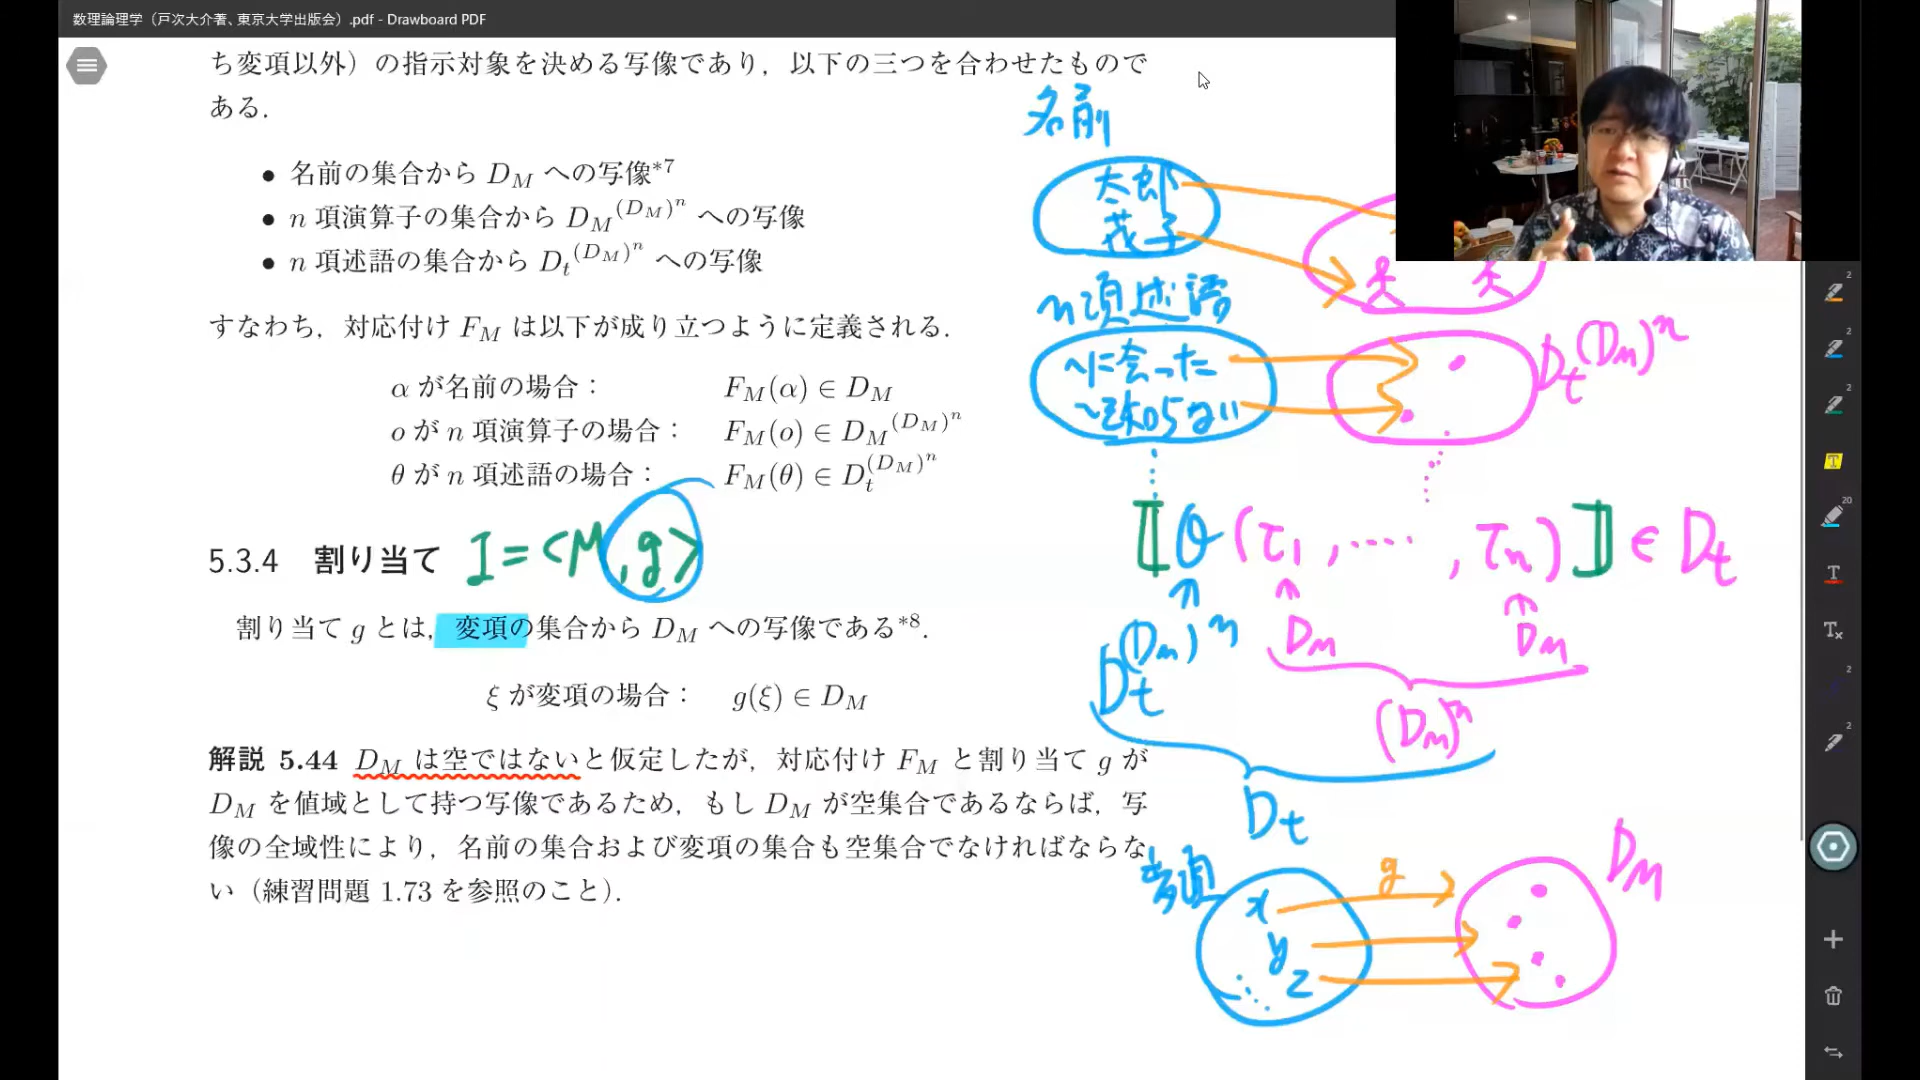 数理論理学（戸次大介著、東京大学出版会）.pdf - Drawboard PDF
ち変項以外）の指示対象を決める写像であり，以下の三つを合わせたもので
ある．
• 名前の集合から D_M への写像*7
• n 項演算子の集合から D_M^{(D_M)^n} への写像
• n 項述語の集合から D_t^{(D_M)^n} への写像
すなわち，対応付け F_M は以下が成り立つように定義される．
α が名前の場合： F_M(α) ∈ D_M
o が n 項演算子の場合： F_M(o) ∈ D_M^{(D_M)^n}
θ が n 項述語の場合： F_M(θ) ∈ D_t^{(D_M)^n}
5.3.4 割り当て I = <M, g>
割り当て g とは，変項の集合から D_M への写像である*8．
ξ が変項の場合： g(ξ) ∈ D_M
解説 5.44 D_M は空ではないと仮定したが，対応付け F_M と割り当て g が
D_M を値域として持つ写像であるため，もし D_M が空集合であるならば，写
像の全域性により，名前の集合および変項の集合も空集合でなければならな
い（練習問題 1.73 を参照のこと）．
名前
太郎
花子
n項述語
〜に会った
〜を知らない
D_t^{(D_M)^n}
⟦θ(τ_1, ····, τ_n)⟧ ∈ D_t
D_t^{(D_M)^n}
D_M
D_M
(D_M)^n
D_t
変項
x
y
z
g
D_M